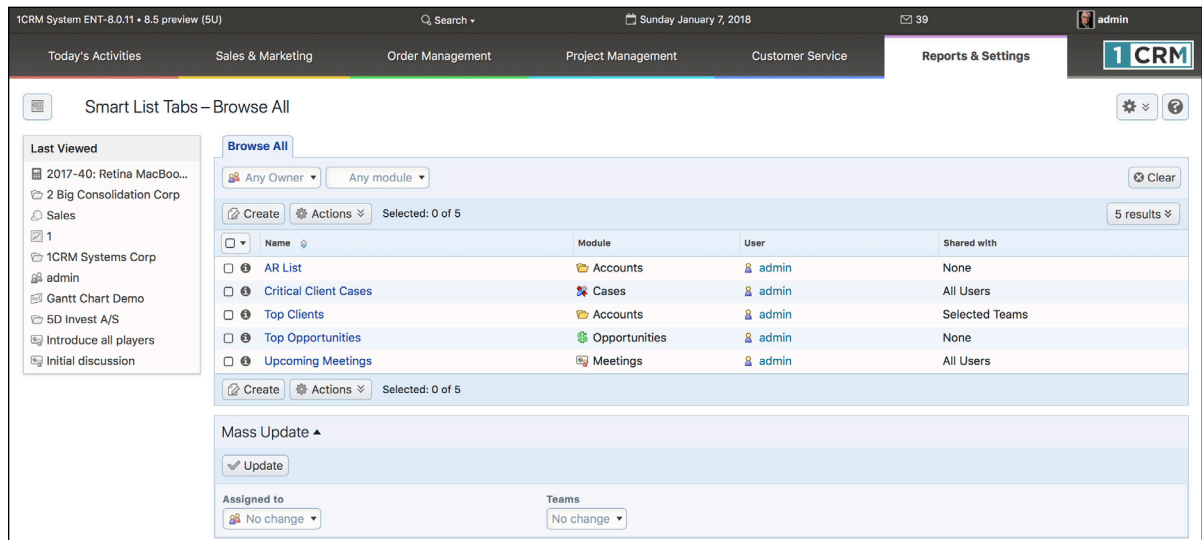 1CRM System ENT-8.0.11 • 8.5 preview (5U) Search Sunday January 7, 2018 39 admin
Today's Activities Sales & Marketing Order Management Project Management Customer Service Reports & Settings 1 CRM
Smart List Tabs – Browse All
Last Viewed
2017-40: Retina MacBoo...
2 Big Consolidation Corp
Sales
1
1CRM Systems Corp
admin
Gantt Chart Demo
5D Invest A/S
Introduce all players
Initial discussion
Browse All
Any Owner Any module Clear
Create Actions Selected: 0 of 5 5 results
Name Module User Shared with
AR List Accounts admin None
Critical Client Cases Cases admin All Users
Top Clients Accounts admin Selected Teams
Top Opportunities Opportunities admin None
Upcoming Meetings Meetings admin All Users
Create Actions Selected: 0 of 5
Mass Update
Update
Assigned to Teams
No change No change